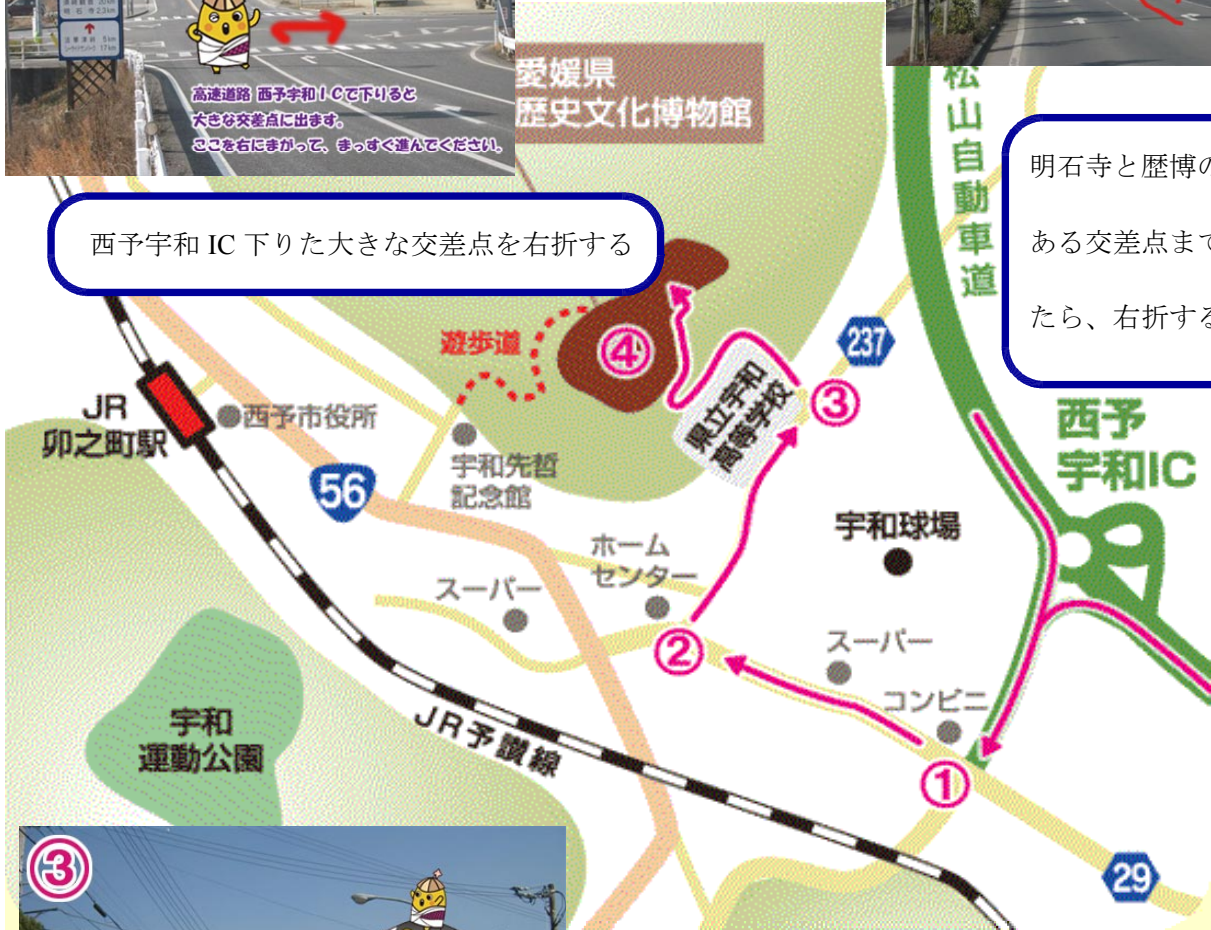 高速道路 西予宇和ICで下りると
大きな交差点に出ます。
ここを右にまがって、まっすぐ進んでください。
愛媛県
歴史文化博物館
松山自動車道
西予宇和 IC 下りた大きな交差点を右折する
明石寺と歴博の
ある交差点まで
たら、右折する
遊歩道
④
237
③
県立宇和
高等学校
JR
卯之町駅
西予市役所
宇和先哲
記念館
56
西予
宇和IC
宇和球場
ホーム
センター
スーパー
②
スーパー
コンビニ
①
宇和
運動公園
JR予讃線
29
③